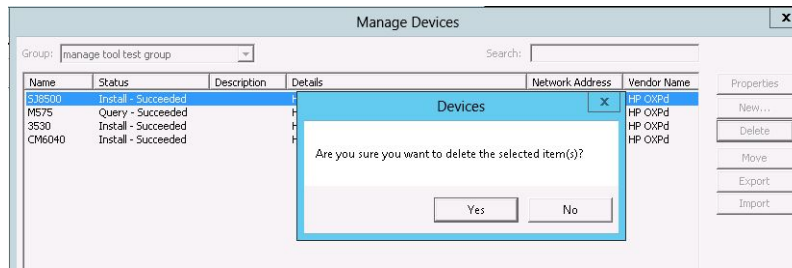 Manage Devices
x
Group: manage tool test group
Search:
Name Status Description Details Network Address Vendor Name
SJ8500 Install - Succeeded H HP OXPd
M575 Query - Succeeded H HP OXPd
3530 Install - Succeeded H HP OXPd
CM6040 Install - Succeeded H HP OXPd
Properties
New...
Delete
Move
Export
Import
Devices
x
Are you sure you want to delete the selected item(s)?
Yes No